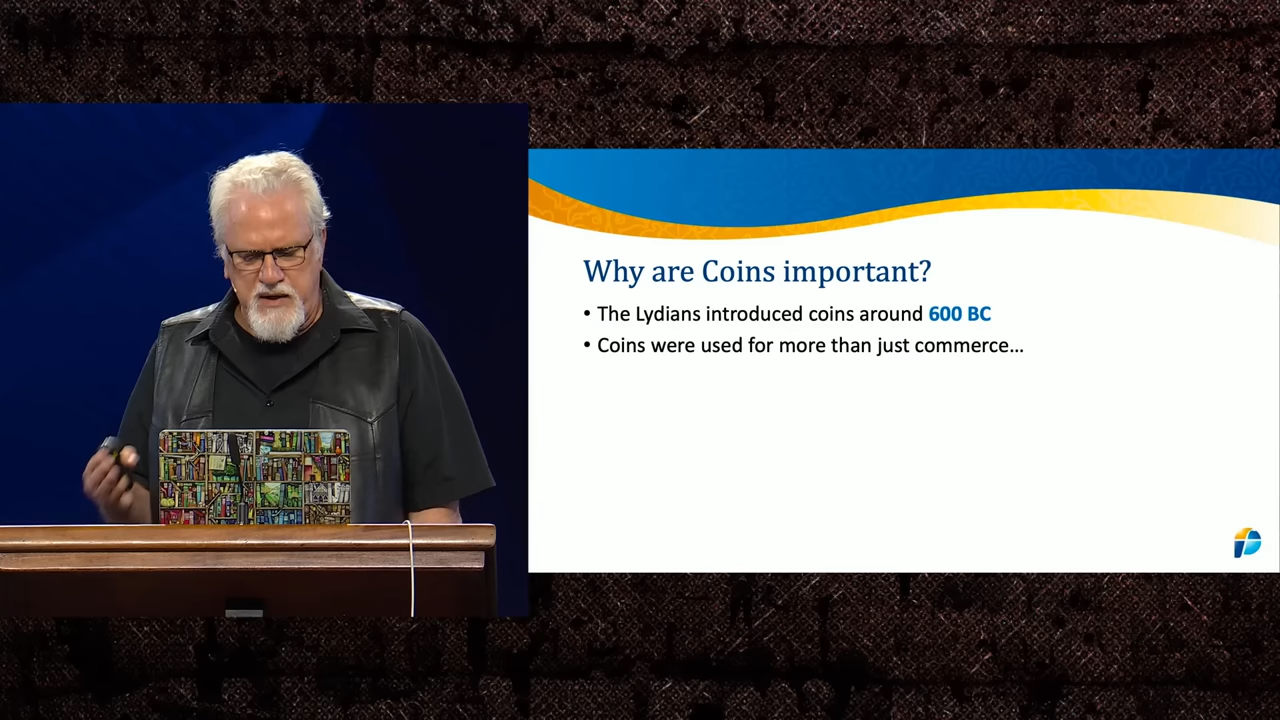 Why are Coins important?
• The Lydians introduced coins around 600 BC
• Coins were used for more than just commerce...